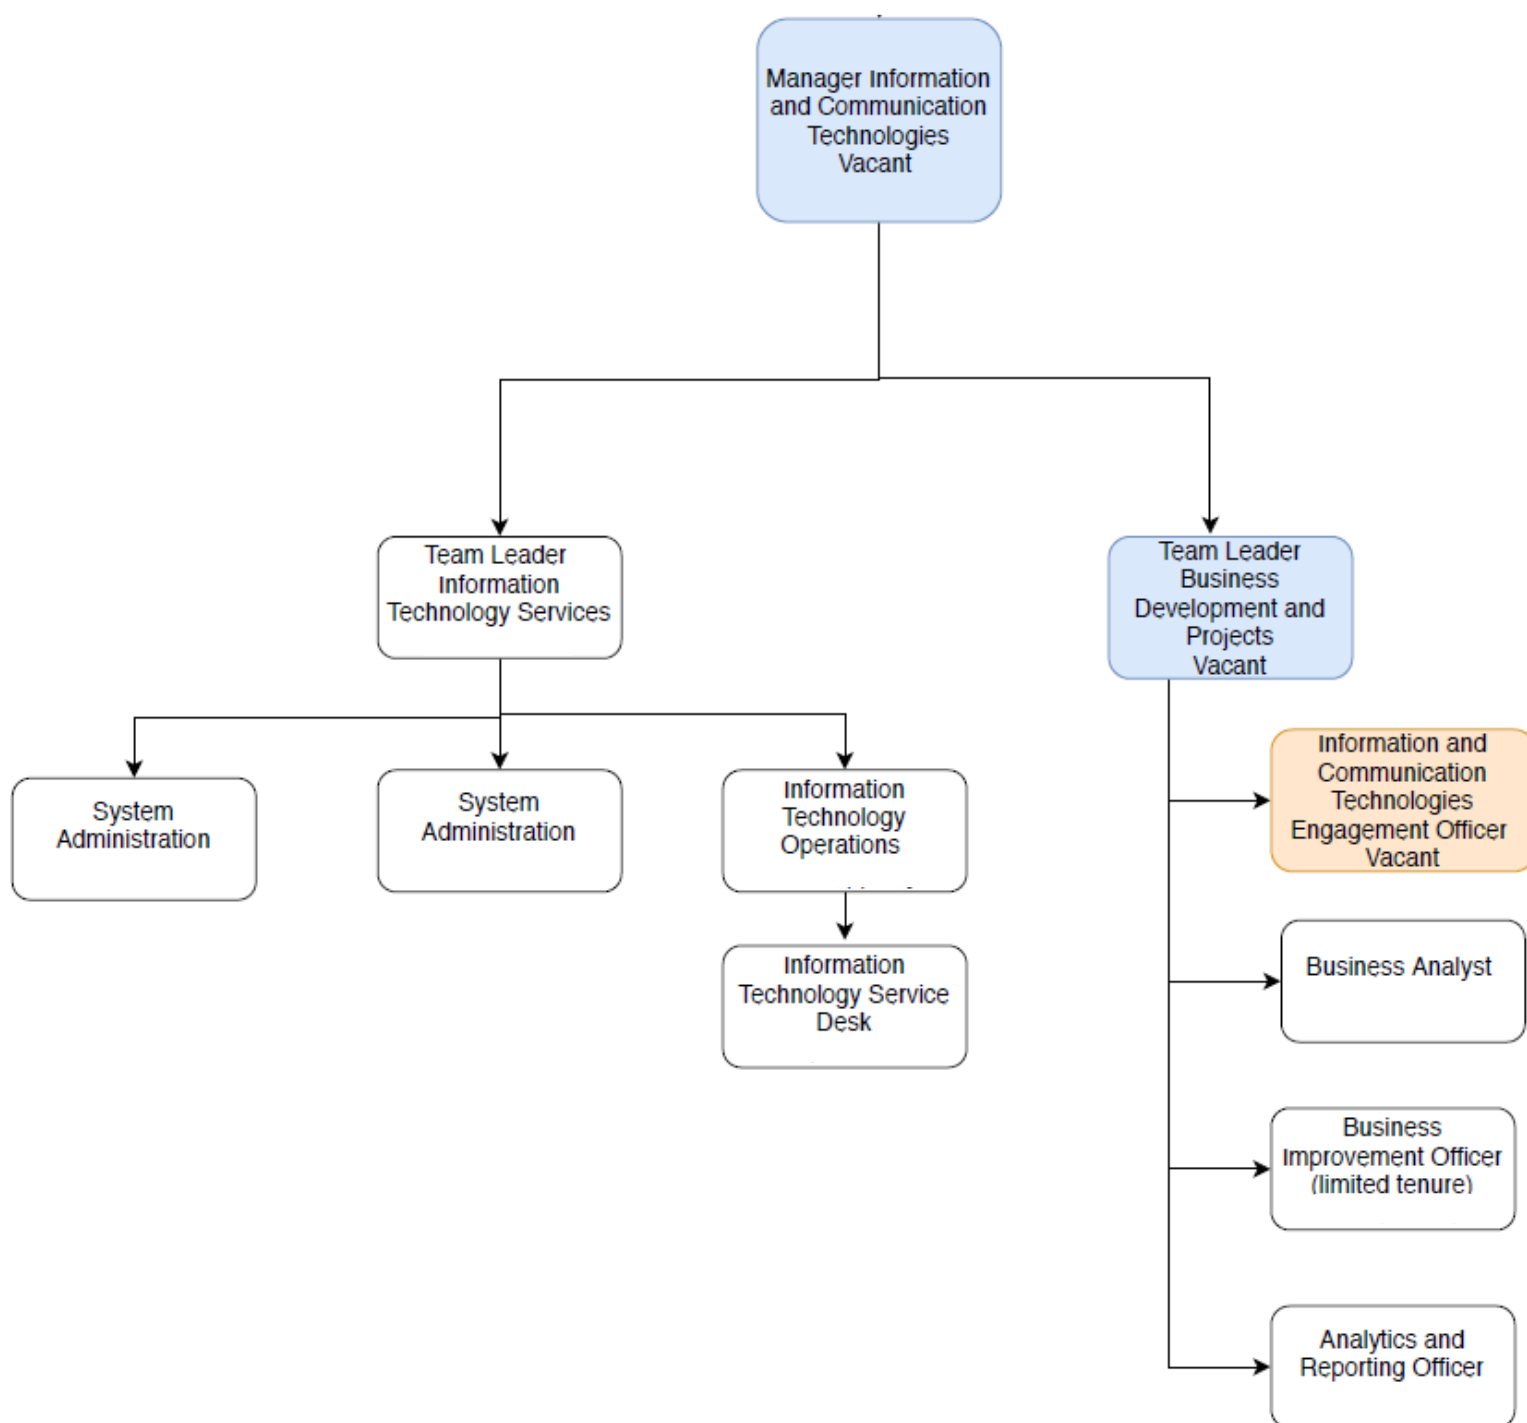 Manager Information
and Communication
Technologies
Vacant
Team Leader
Information
Technology Services
Team Leader
Business
Development and
Projects
Vacant
System
Administration
System
Administration
Information
Technology
Operations
Information
Technology Service
Desk
Information and
Communication
Technologies
Engagement Officer
Vacant
Business Analyst
Business
Improvement Officer
(limited tenure)
Analytics and
Reporting Officer